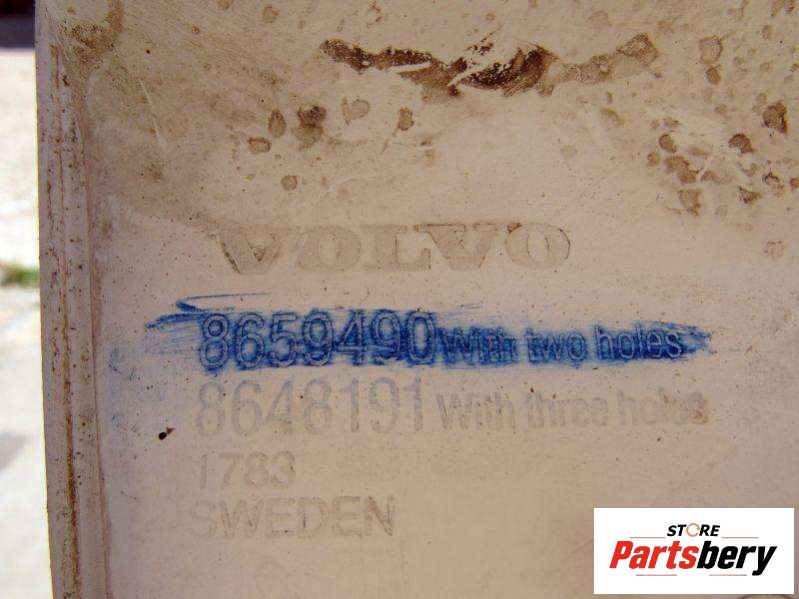 VOLVO
8659490 With two holes
8648191 With three holes
1783
SWEDEN
STORE
Partsbery